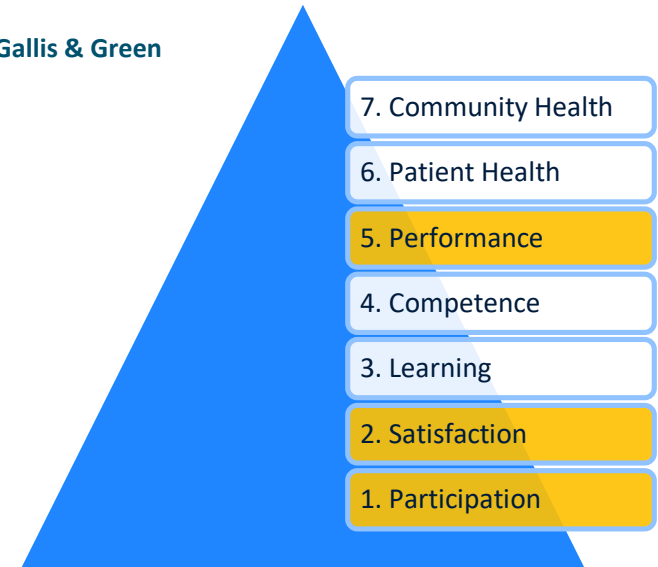 Gallis & Green
7. Community Health
6. Patient Health
5. Performance
4. Competence
3. Learning
2. Satisfaction
1. Participation